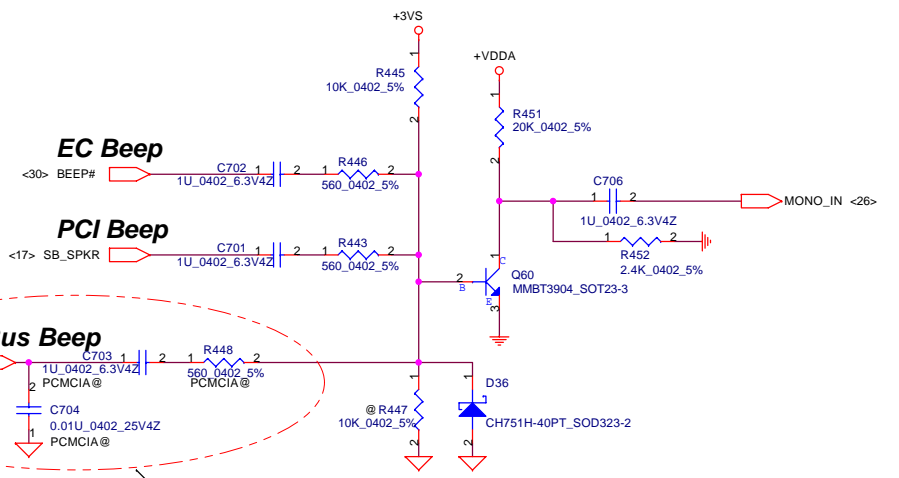 +3VS
+VDDA
1
R445
10K_0402_5%
2
1
R451
20K_0402_5%
2
EC Beep
<30> BEEP#
C702
1 2
1U_0402_6.3V4Z
R446
1 2
560_0402_5%
C706
1 2
1U_0402_6.3V4Z
MONO_IN <26>
PCI Beep
<17> SB_SPKR
C701
1 2
1U_0402_6.3V4Z
R443
1 2
560_0402_5%
1 2
R452
2.4K_0402_5%
2
B
1
C
E
3
Q60
MMBT3904_SOT23-3
us Beep
C703
1 2
1U_0402_6.3V4Z
PCMCIA@
R448
1 2
560_0402_5%
PCMCIA@
2
C704
0.01U_0402_25V4Z
1
PCMCIA@
1
@ R447
10K_0402_5%
2
1
D36
CH751H-40PT_SOD323-2
2